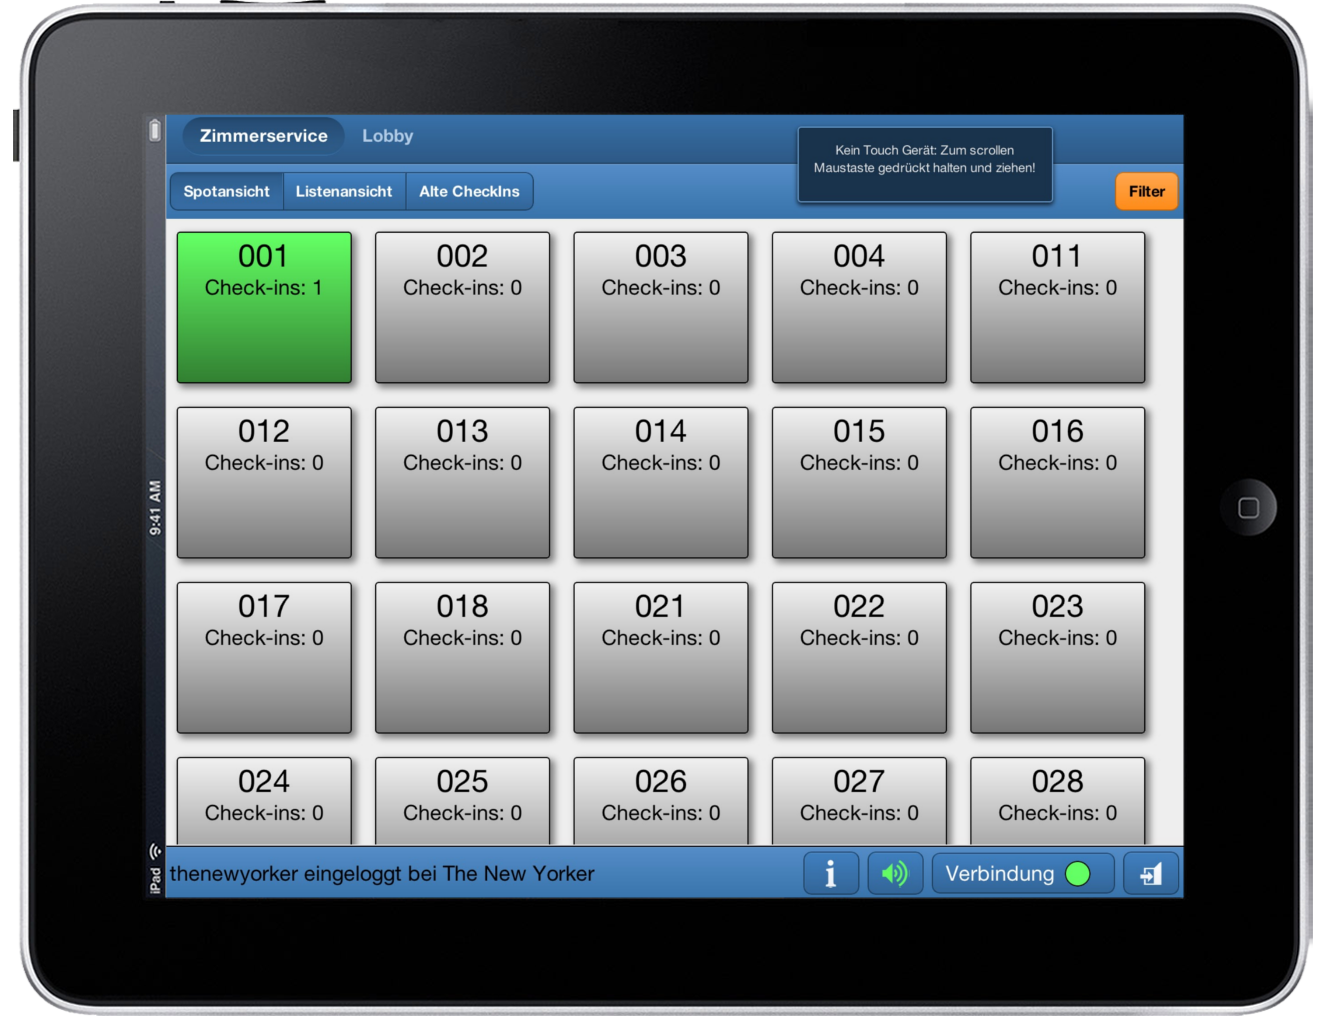 Zimmerservice Lobby
Kein Touch Gerät: Zum scrollen
Maustaste gedrückt halten und ziehen!
Spotansicht Listenansicht Alte CheckIns Filter
001 002 003 004 011
Check-ins: 1 Check-ins: 0 Check-ins: 0 Check-ins: 0 Check-ins: 0
012 013 014 015 016
Check-ins: 0 Check-ins: 0 Check-ins: 0 Check-ins: 0 Check-ins: 0
017 018 021 022 023
Check-ins: 0 Check-ins: 0 Check-ins: 0 Check-ins: 0 Check-ins: 0
024 025 026 027 028
Check-ins: 0 Check-ins: 0 Check-ins: 0 Check-ins: 0 Check-ins: 0
thenewyorker eingeloggt bei The New Yorker i Verbindung
iPad 9:41 AM